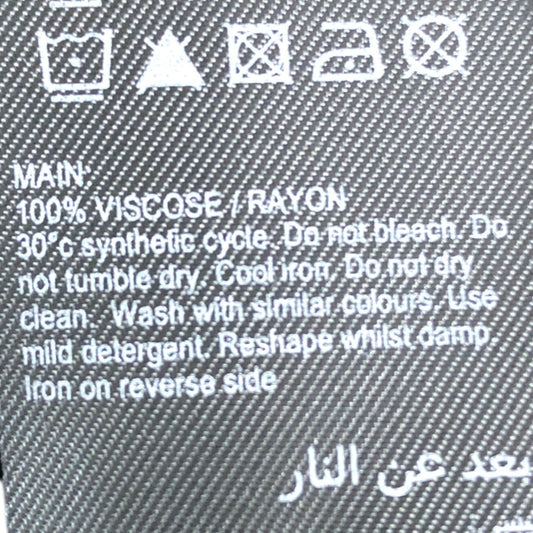 MAIN:
100% VISCOSE / RAYON
30°c synthetic cycle. Do not bleach. Do
not tumble dry. Cool iron. Do not dry
clean. Wash with similar colours. Use
mild detergent. Reshape whilst damp.
Iron on reverse side
بعد عن النار